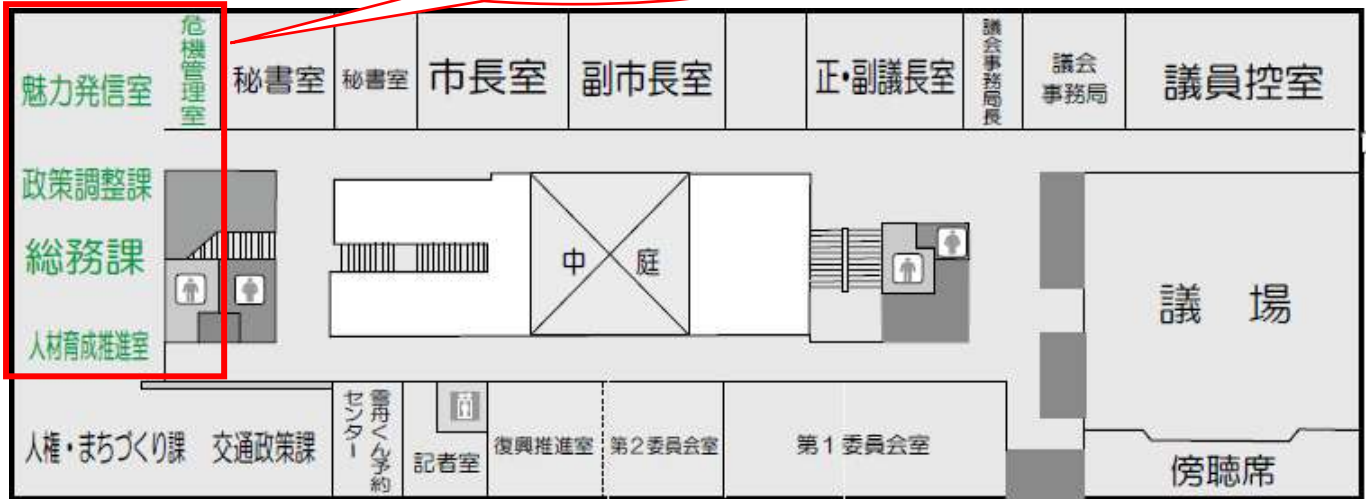 魅力発信室
危機管理室
秘書室
秘書室
市長室
副市長室
正・副議長室
議会事務局長
議会
事務局
議員控室
政策調整課
総務課
人材育成推進室
中庭
議場
人権・まちづくり課
交通政策課
雪舟くん予約
センター
記者室
復興推進室
第2委員会室
第1委員会室
傍聴席